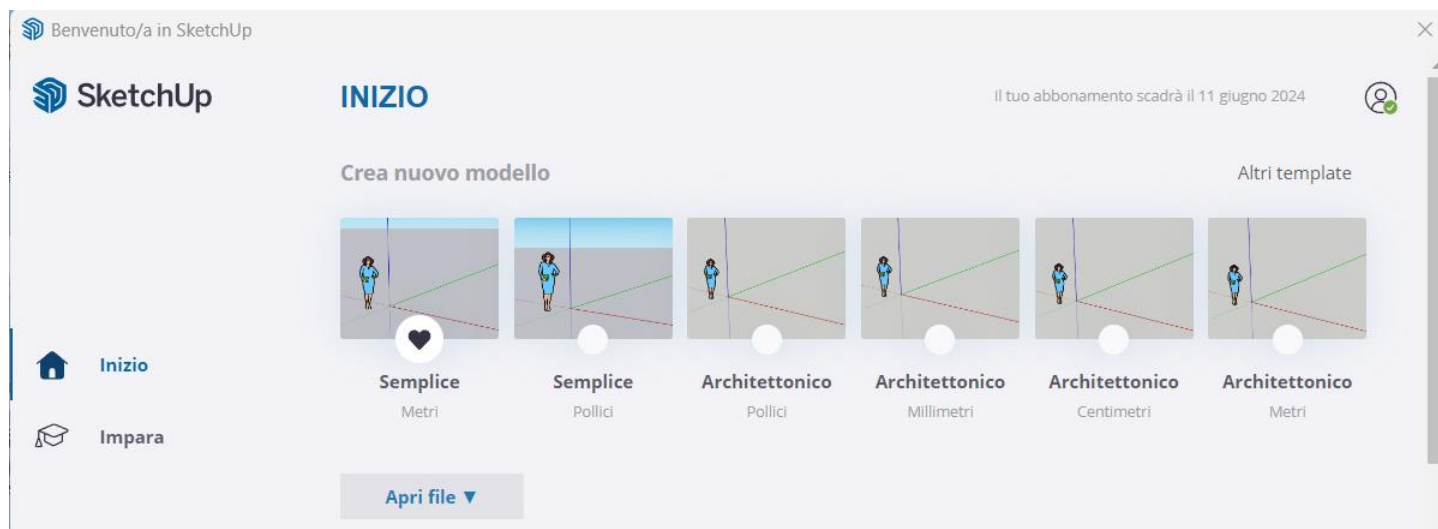 Benvenuto/a in SketchUp
SketchUp
INIZIO
Il tuo abbonamento scadrà il 11 giugno 2024
Crea nuovo modello
Altri template
Semplice
Semplice
Architettonico
Architettonico
Architettonico
Architettonico
Metri
Pollici
Pollici
Millimetri
Centimetri
Metri
Inizio
Impara
Apri file ▼